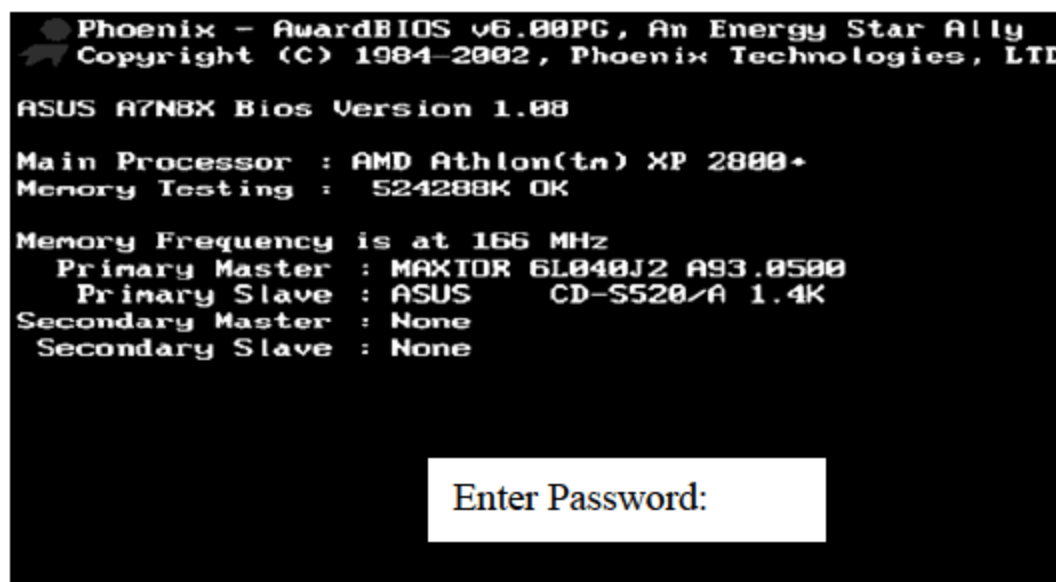 Phoenix - AwardBIOS v6.00PG, An Energy Star Ally
Copyright (C) 1984-2002, Phoenix Technologies, LTD
ASUS A7N8X Bios Version 1.08
Main Processor : AMD Athlon(tm) XP 2800+
Memory Testing : 524288K OK
Memory Frequency is at 166 MHz
Primary Master : MAXTOR 6L040J2 A93.0500
Primary Slave : ASUS CD-S520/A 1.4K
Secondary Master : None
Secondary Slave : None
Enter Password: